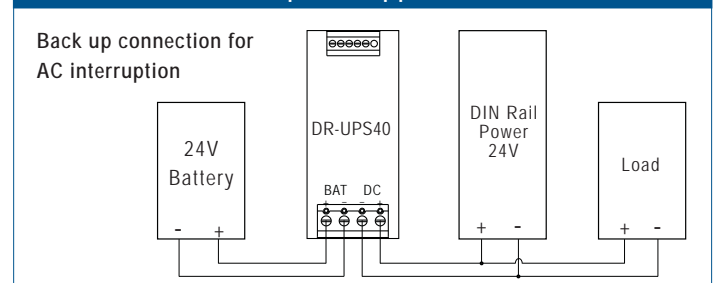 Back up connection for
AC interruption
24V
Battery
- +
DR-UPS40
BAT DC
+ - - +
DIN Rail
Power
24V
+ -
Load
+ -